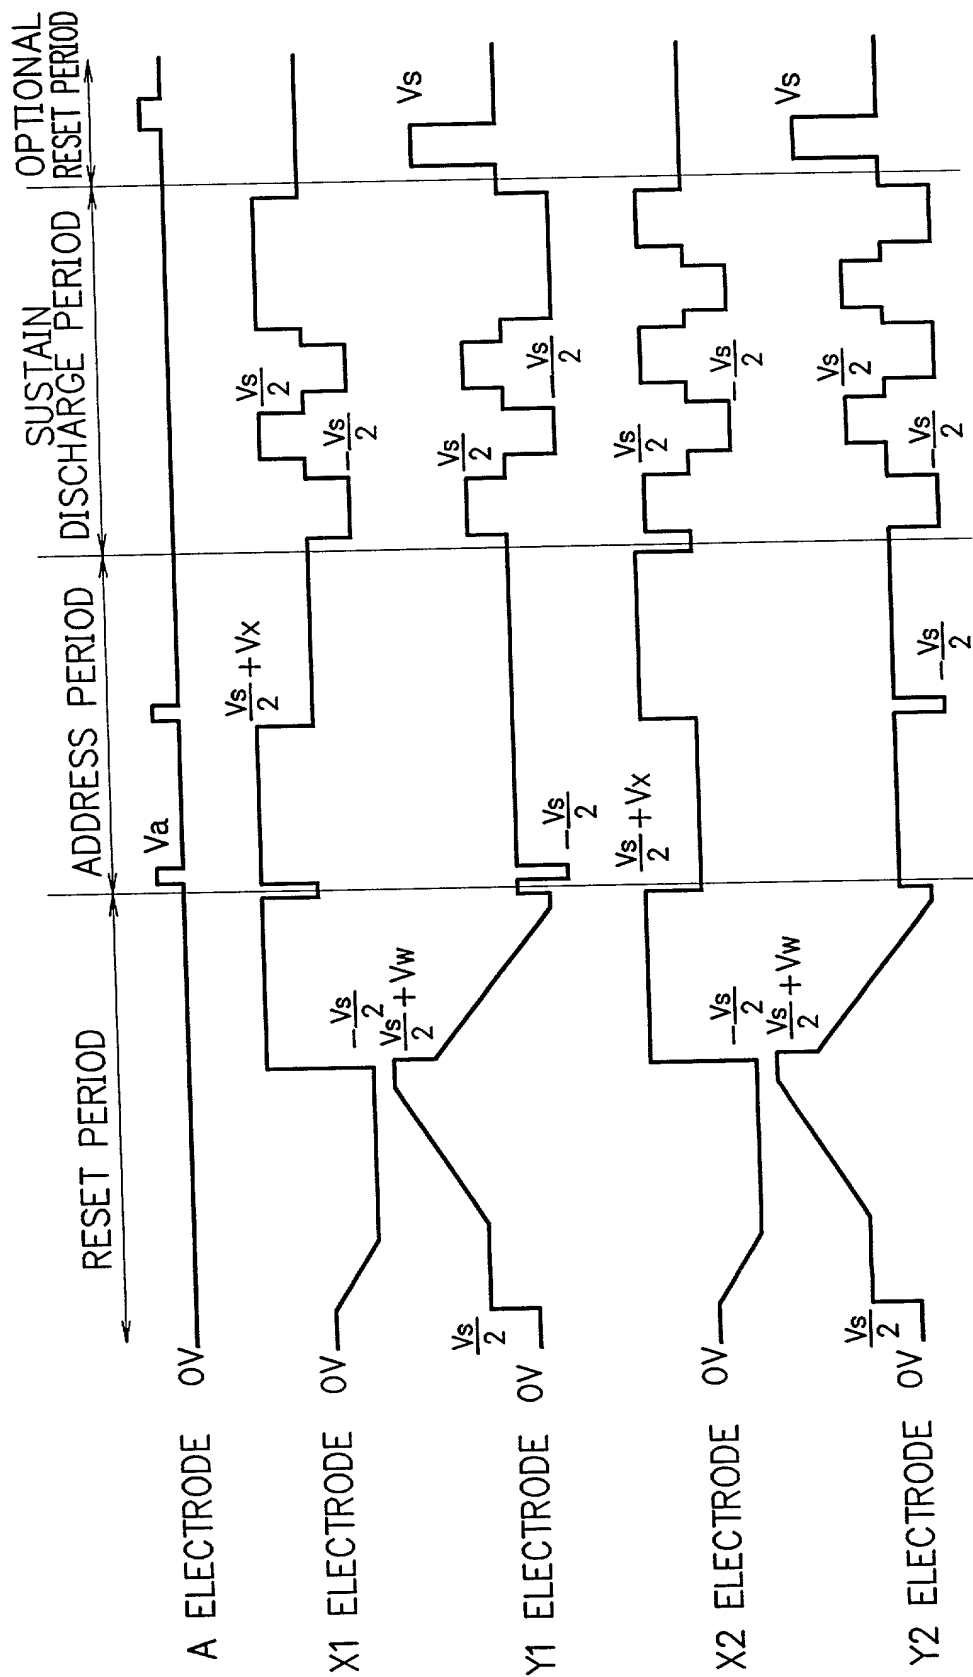 RESET PERIOD
ADDRESS PERIOD
SUSTAIN
DISCHARGE PERIOD
OPTIONAL
RESET PERIOD
A ELECTRODE 0V
Va
X1 ELECTRODE 0V
-Vs/2
Vs/2+Vx
-Vs/2
Vs/2
Y1 ELECTRODE 0V
Vs/2
Vs/2+Vw
-Vs/2
Vs/2
-Vs/2
Vs
X2 ELECTRODE 0V
-Vs/2
Vs/2+Vx
Vs/2
-Vs/2
Y2 ELECTRODE 0V
Vs/2
Vs/2+Vw
-Vs/2
-Vs/2
Vs/2
Vs